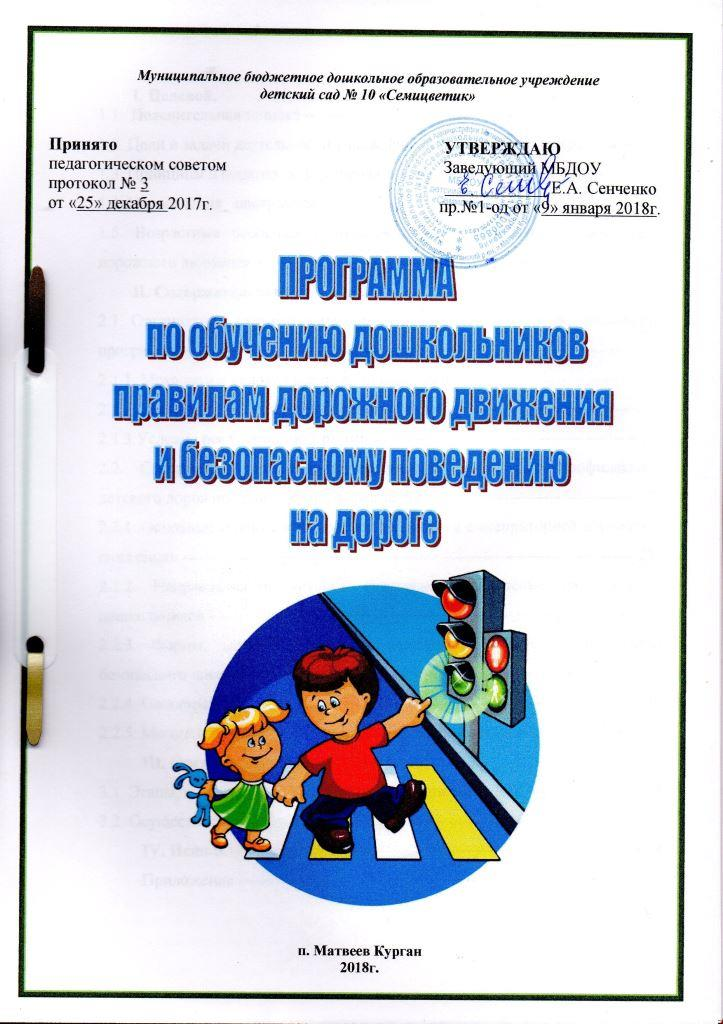 Муниципальное бюджетное дошкольное образовательное учреждение
детский сад № 10 «Семицветик»
Принято
педагогическом советом
протокол № 3
от «25» декабря 2017г.
УТВЕРЖДАЮ
Заведующий МБДОУ
Е.А. Сенченко
пр.№1-од от «9» января 2018г.
ПРОГРАММА
по обучению дошкольников
правилам дорожного движения
и безопасному поведению
на дороге
п. Матвеев Курган
2018г.